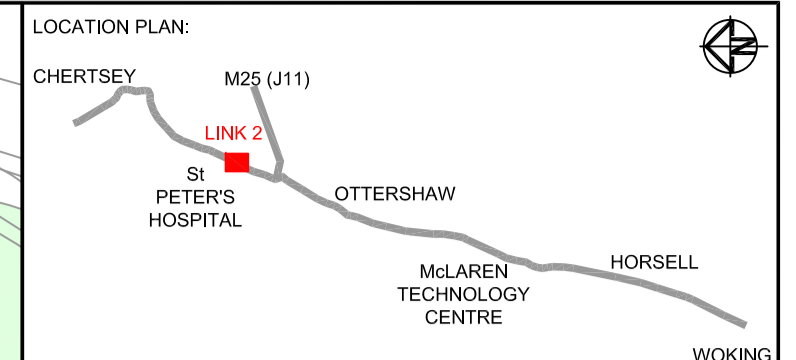 LOCATION PLAN:
N
CHERTSEY
M25 (J11)
LINK 2
St
PETER'S
HOSPITAL
OTTERSHAW
McLAREN
TECHNOLOGY
CENTRE
HORSELL
WOKING